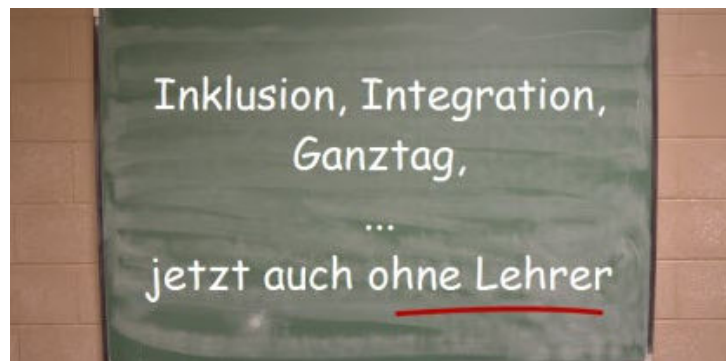 Inklusion, Integration,
Ganztag,
...
jetzt auch ohne Lehrer